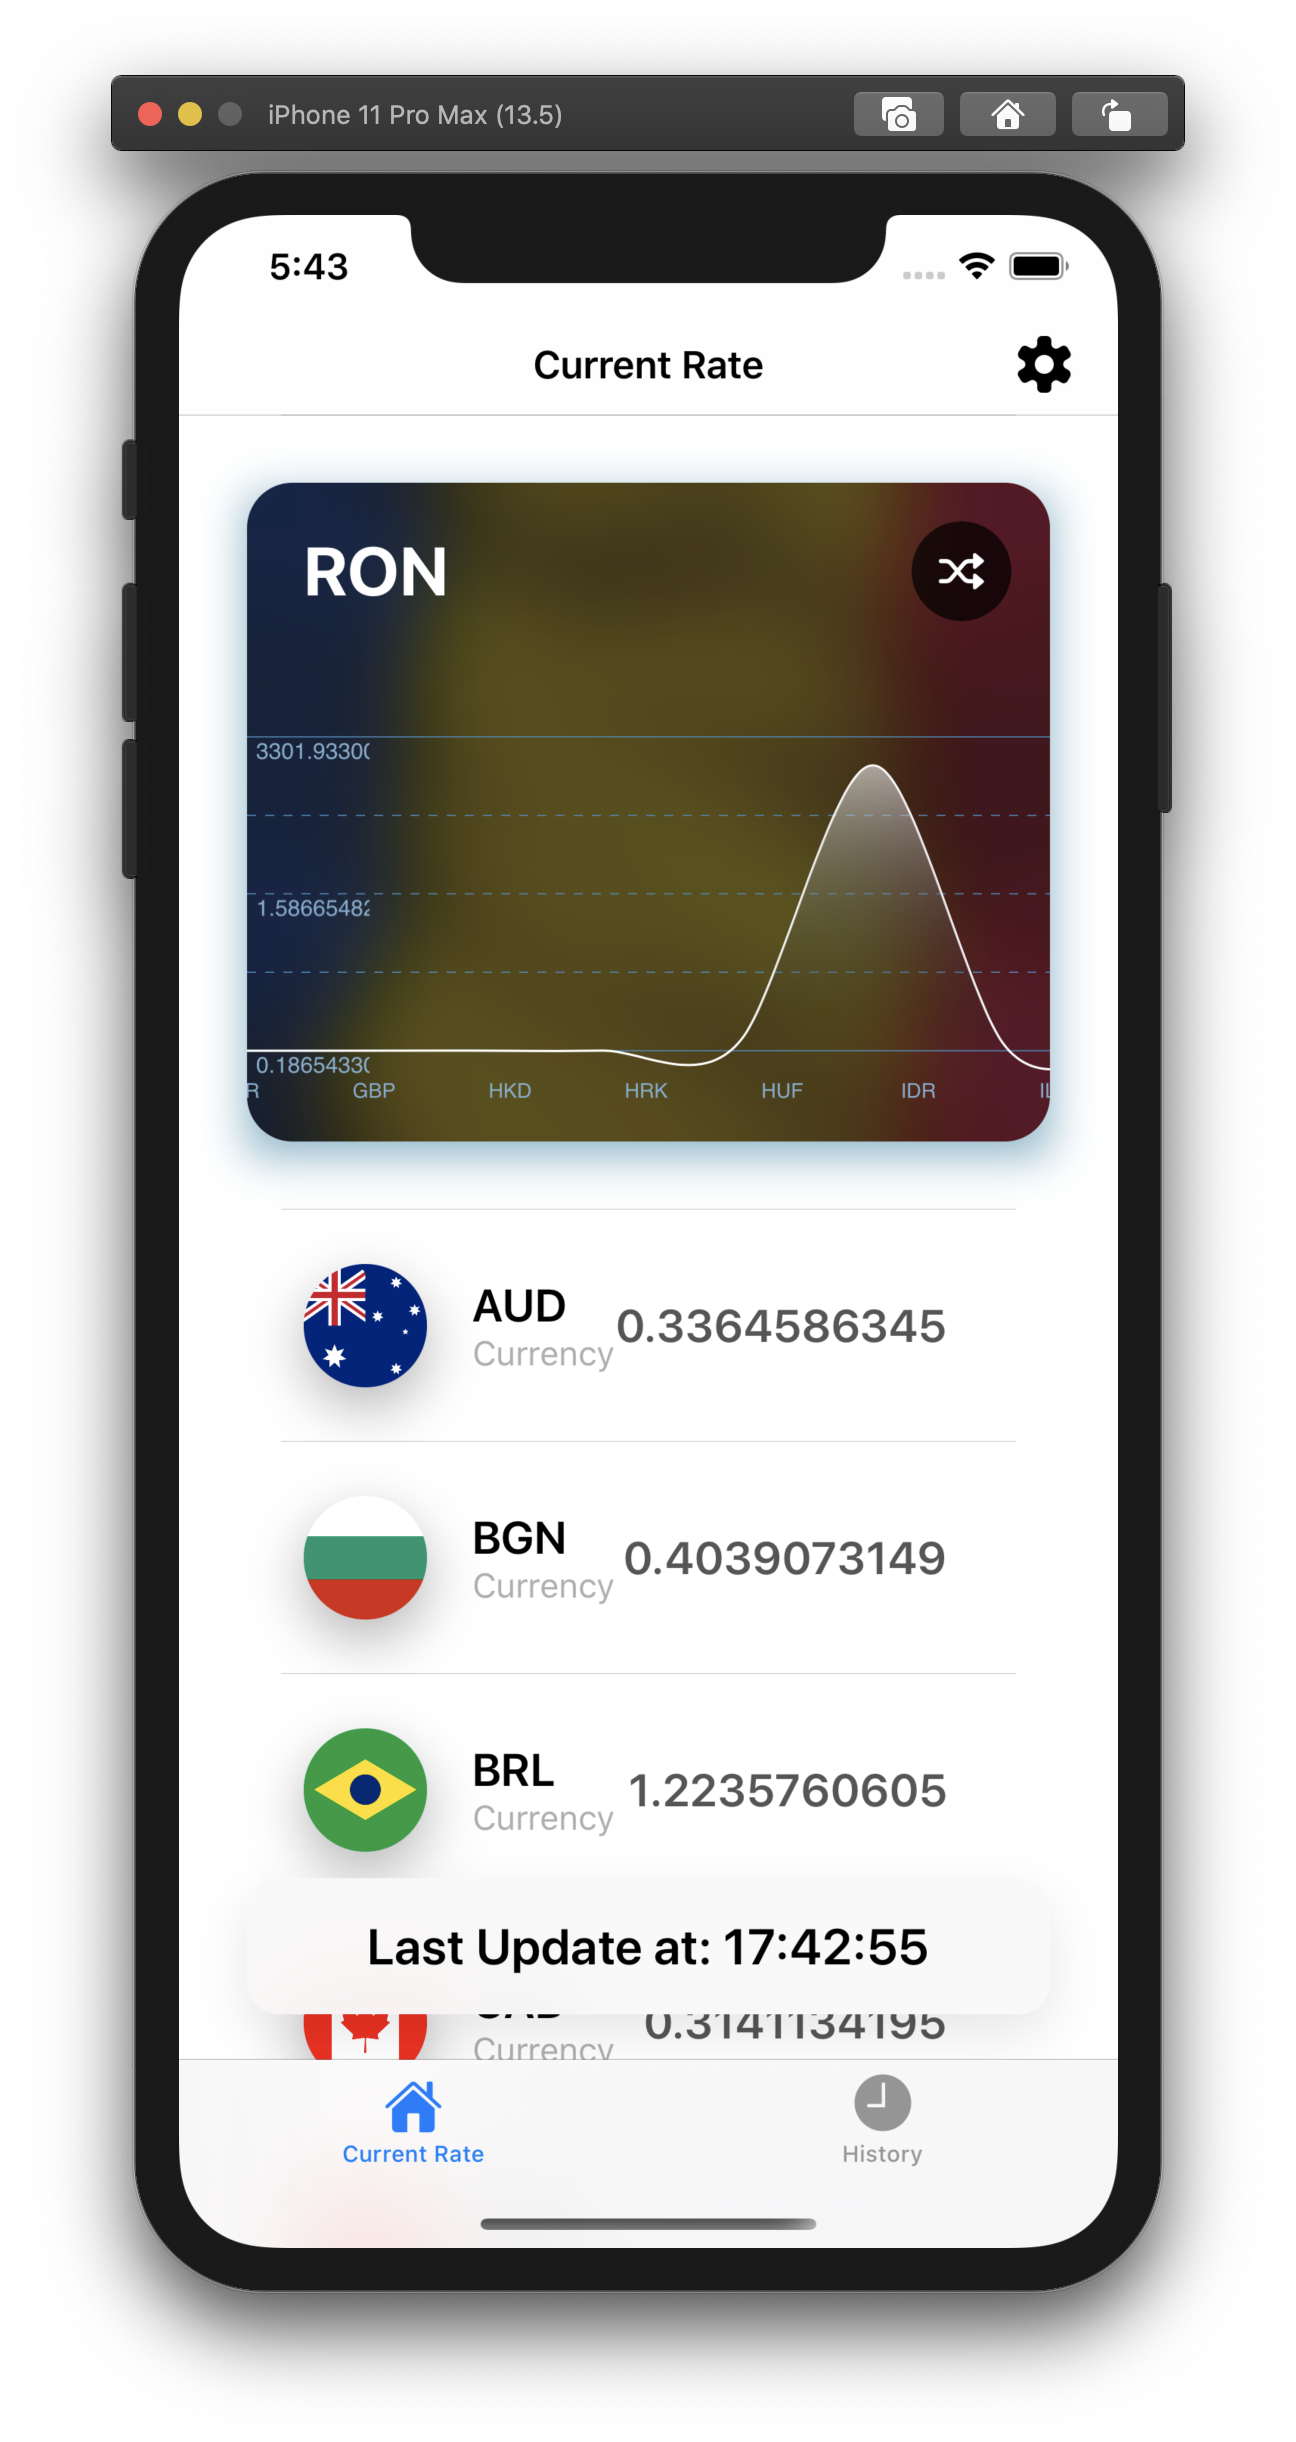 iPhone 11 Pro Max (13.5)
5:43
Current Rate
RON
3301.9330
1.5866548
0.1865433
GBP HKD HRK HUF IDR
AUD
Currency
0.3364586345
BGN
Currency
0.4039073149
BRL
Currency
1.2235760605
Last Update at: 17:42:55
0.3141134195
Currency
Current Rate
History